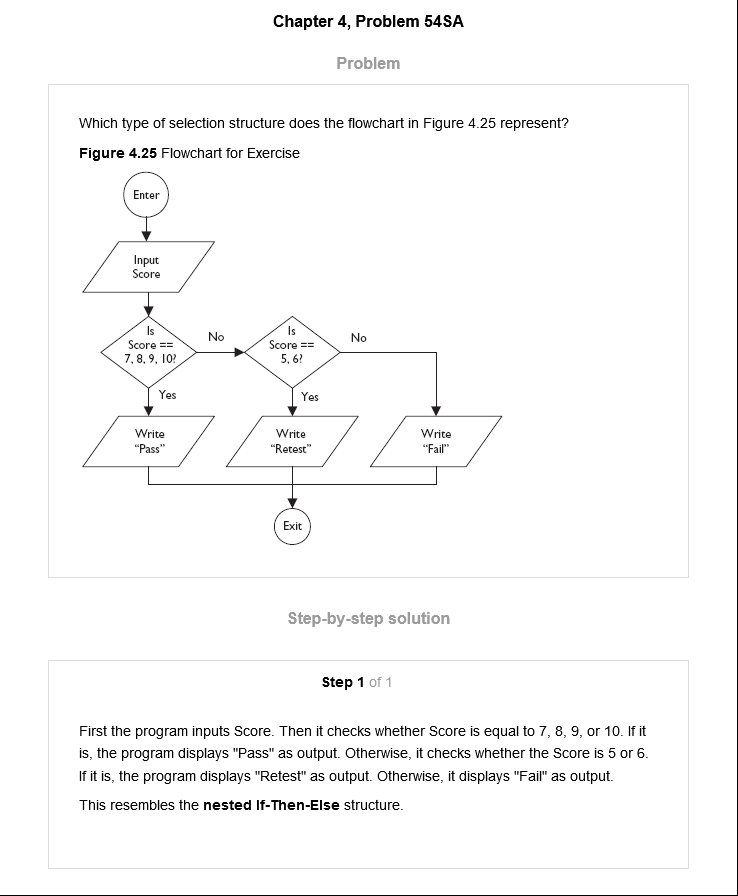 Chapter 4, Problem 54SA
Problem
Which type of selection structure does the flowchart in Figure 4.25 represent?
Figure 4.25 Flowchart for Exercise
Enter
Input
Score
Is
Score ==
7, 8, 9, 10?
No
Is
Score ==
5, 6?
No
Yes
Yes
Write
“Pass”
Write
“Retest”
Write
“Fail”
Exit
Step-by-step solution
Step 1 of 1
First the program inputs Score. Then it checks whether Score is equal to 7, 8, 9, or 10. If it
is, the program displays "Pass" as output. Otherwise, it checks whether the Score is 5 or 6.
If it is, the program displays "Retest" as output. Otherwise, it displays "Fail" as output.
This resembles the nested If-Then-Else structure.